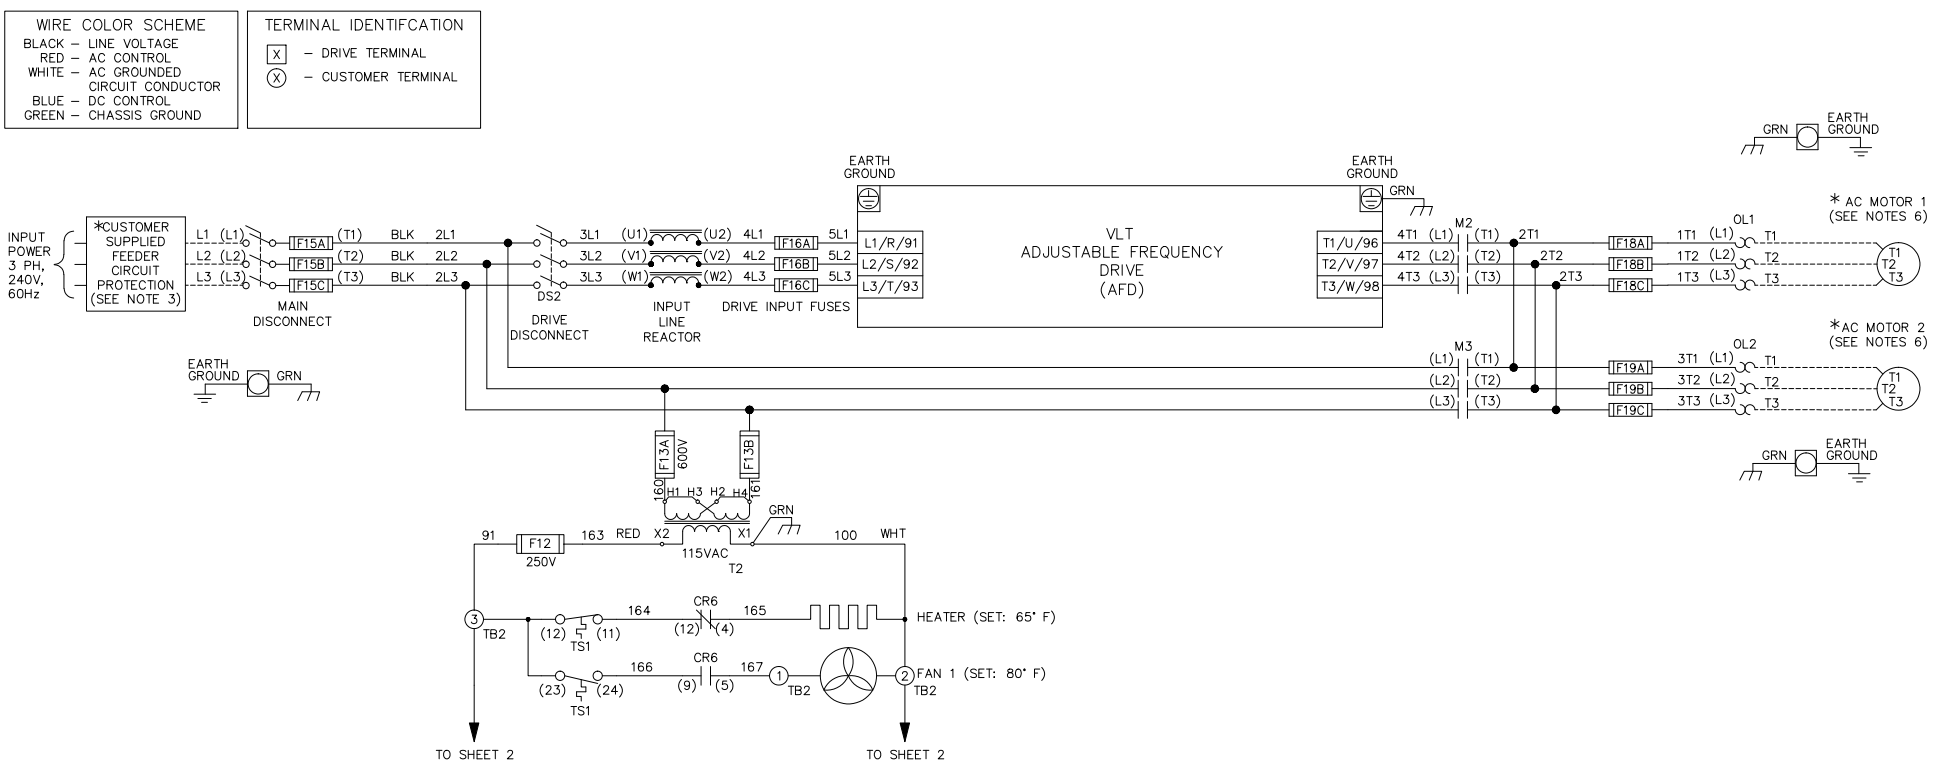 WIRE COLOR SCHEME
BLACK – LINE VOLTAGE
RED – AC CONTROL
WHITE – AC GROUNDED
CIRCUIT CONDUCTOR
BLUE – DC CONTROL
GREEN – CHASSIS GROUND
TERMINAL IDENTIFCATION
X – DRIVE TERMINAL
X – CUSTOMER TERMINAL
INPUT
POWER
3 PH,
240V,
60Hz
*CUSTOMER
SUPPLIED
FEEDER
CIRCUIT
PROTECTION
(SEE NOTE 3)
L1 (L1) F15A (T1) BLK 2L1
L2 (L2) F15B (T2) BLK 2L2
L3 (L3) F15C (T3) BLK 2L3
MAIN
DISCONNECT
DS2
DRIVE
DISCONNECT
3L1 (U1) (U2) 4L1 F16A 5L1
3L2 (V1) (V2) 4L2 F16B 5L2
3L3 (W1) (W2) 4L3 F16C 5L3
INPUT
LINE
REACTOR
DRIVE INPUT FUSES
EARTH
GROUND
L1/R/91
L2/S/92
L3/T/93
VLT
ADJUSTABLE FREQUENCY
DRIVE
(AFD)
EARTH
GROUND
GRN
T1/U/96
T2/V/97
T3/W/98
M2
4T1 (L1) (T1) 2T1 F18A 1T1 (L1) T1
4T2 (L2) (T2) 2T2 F18B 1T2 (L2) T2
4T3 (L3) (T3) 2T3 F18C 1T3 (L3) T3
OL1
* AC MOTOR 1
(SEE NOTES 6)
T1
T2
T3
GRN
EARTH
GROUND
M3
(L1) (T1) F19A 3T1 (L1) T1
(L2) (T2) F19B 3T2 (L2) T2
(L3) (T3) F19C 3T3 (L3) T3
OL2
*AC MOTOR 2
(SEE NOTES 6)
T1
T2
T3
GRN
EARTH
GROUND
EARTH
GROUND
GRN
F13A
600V
F13B
160
161
H1 H3 H2 H4
GRN
91 F12 163 RED X2 X1 100 WHT
250V
115VAC
T2
3
TB2
(12) (11)
TS1
164
CR6
(12) (4)
165
HEATER (SET: 65° F)
(23) (24)
TS1
166
CR6
(9) (5)
167
1
TB2
2
TB2
FAN 1 (SET: 80° F)
TO SHEET 2
TO SHEET 2